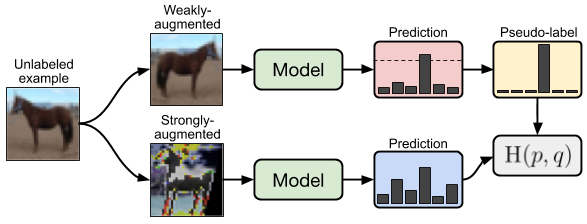 Weakly-
augmented
Prediction
Pseudo-label
Unlabeled
example
Model
Strongly-
augmented
Prediction
Model
H(p, q)